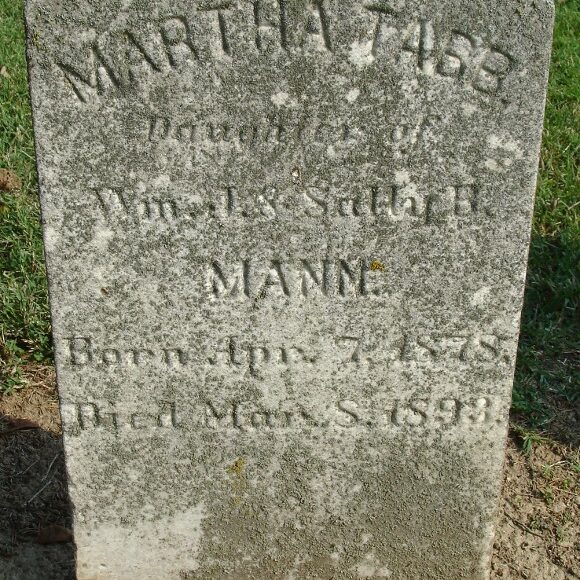 MARTHA TABB.
Daughter of
Wm. J. & Sally H.
MANN.
Born Apr. 7, 1878.
Died Mar. 8, 1893.